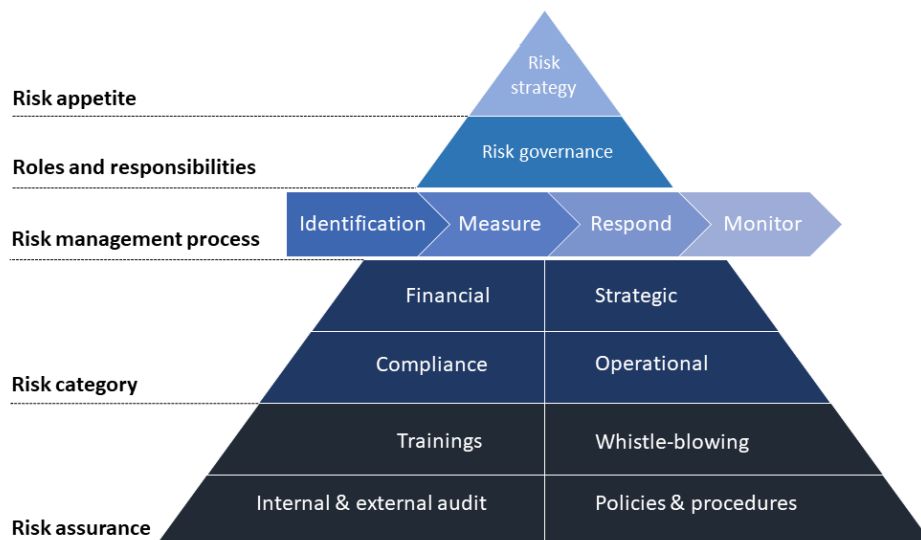 Risk
strategy
Risk appetite
Risk governance
Roles and responsibilities
Identification
Measure
Respond
Monitor
Risk management process
Financial
Strategic
Compliance
Operational
Risk category
Trainings
Whistle-blowing
Internal & external audit
Policies & procedures
Risk assurance